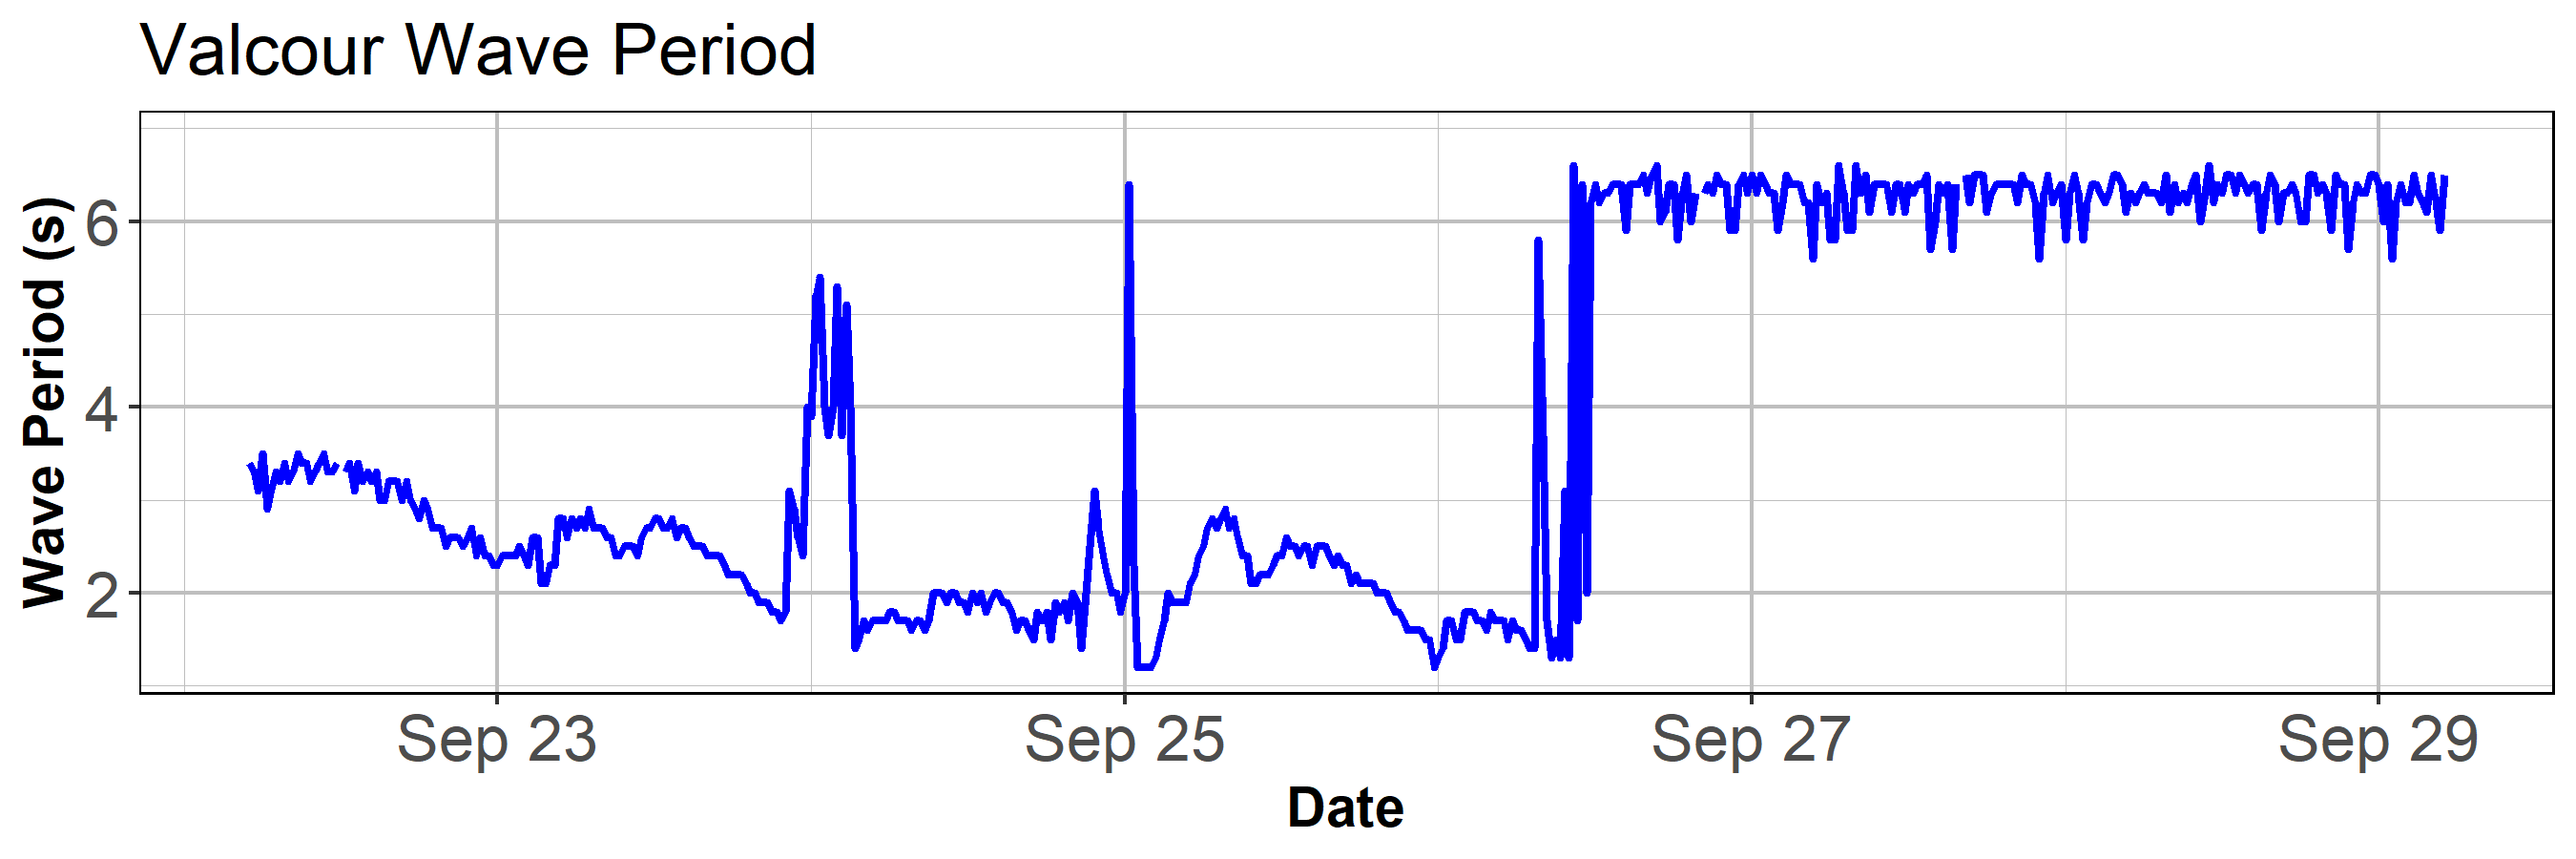 Valcour Wave Period
Wave Period (s)
6
4
2
Sep 23
Sep 25
Sep 27
Sep 29
Date